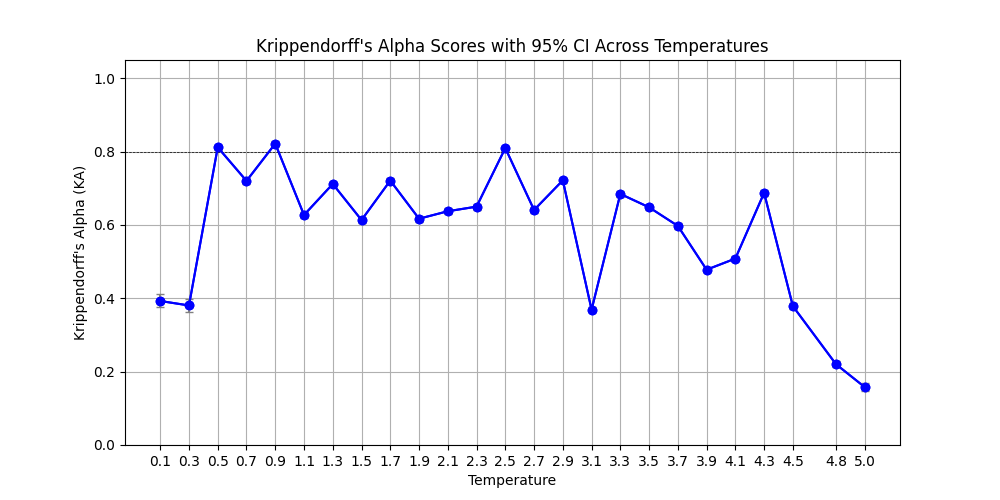 Krippendorff's Alpha Scores with 95% CI Across Temperatures
Krippendorff's Alpha (KA)
1.0
0.8
0.6
0.4
0.2
0.0
0.1 0.3 0.5 0.7 0.9 1.1 1.3 1.5 1.7 1.9 2.1 2.3 2.5 2.7 2.9 3.1 3.3 3.5 3.7 3.9 4.1 4.3 4.5 4.8 5.0
Temperature